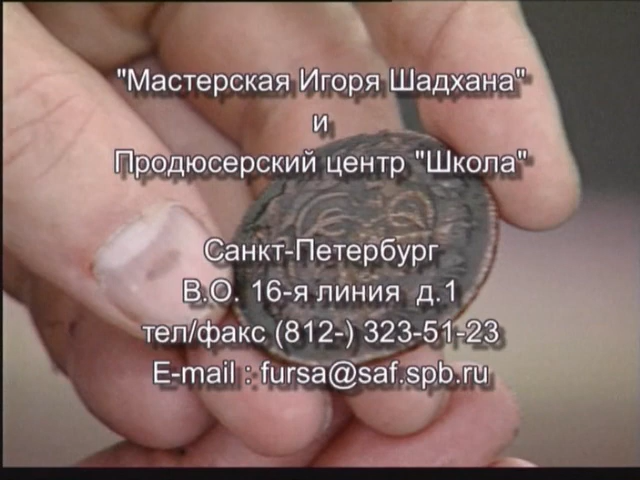 "Мастерская Игоря Шадхана"
и
Продюсерский центр "Школа"
Санкт-Петербург
В.О. 16-я линия д.1
тел/факс (812-) 323-51-23
E-mail : fursa@saf.spb.ru